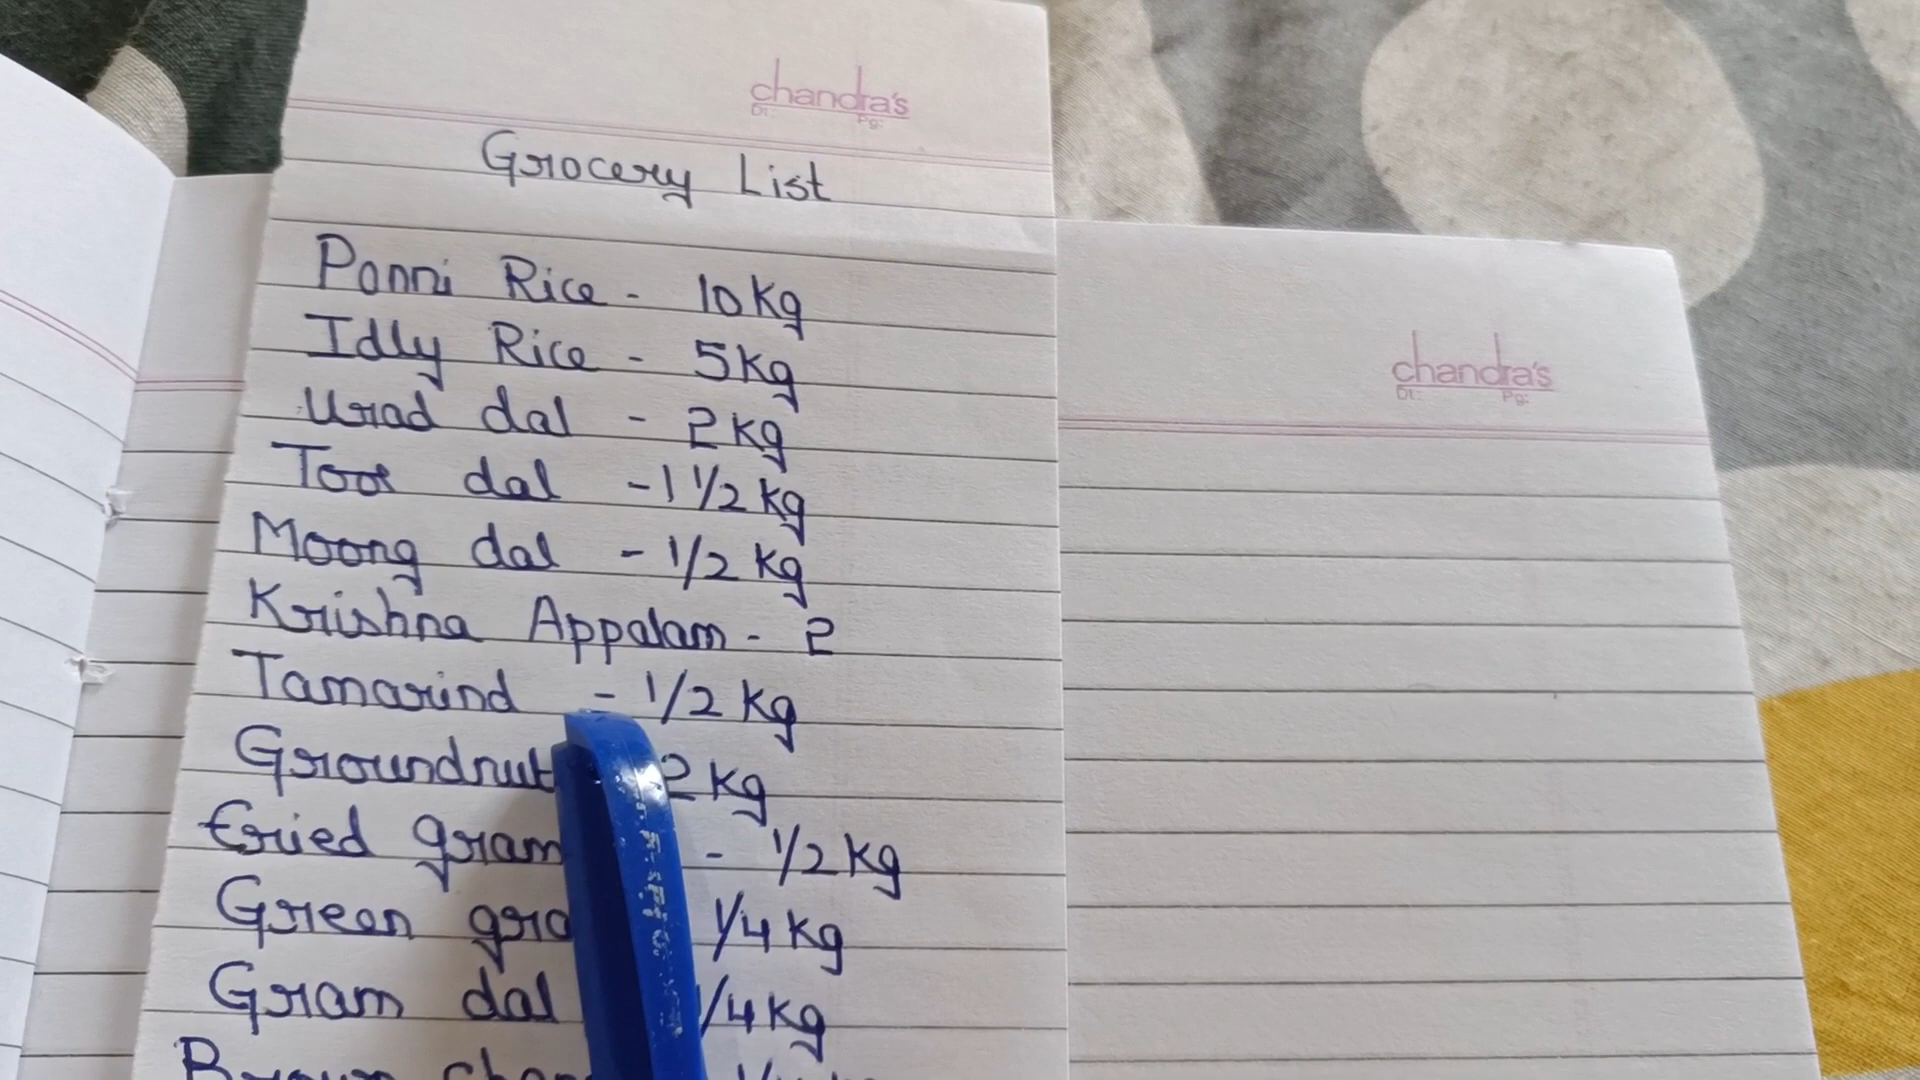 chandra's
Dt: Pg:
Grocery List
Ponni Rice - 10 Kg
Idly Rice - 5 Kg
Urad dal - 2 Kg
Toor dal - 1 1/2 Kg
Moong dal - 1/2 Kg
Krishna Appalam - 2
Tamarind - 1/2 Kg
Groundnut 2 Kg
Fried gram - 1/2 Kg
Green 1/4 Kg
Gram dal 1/4 Kg
Brown
chandra's
Dt: Pg: